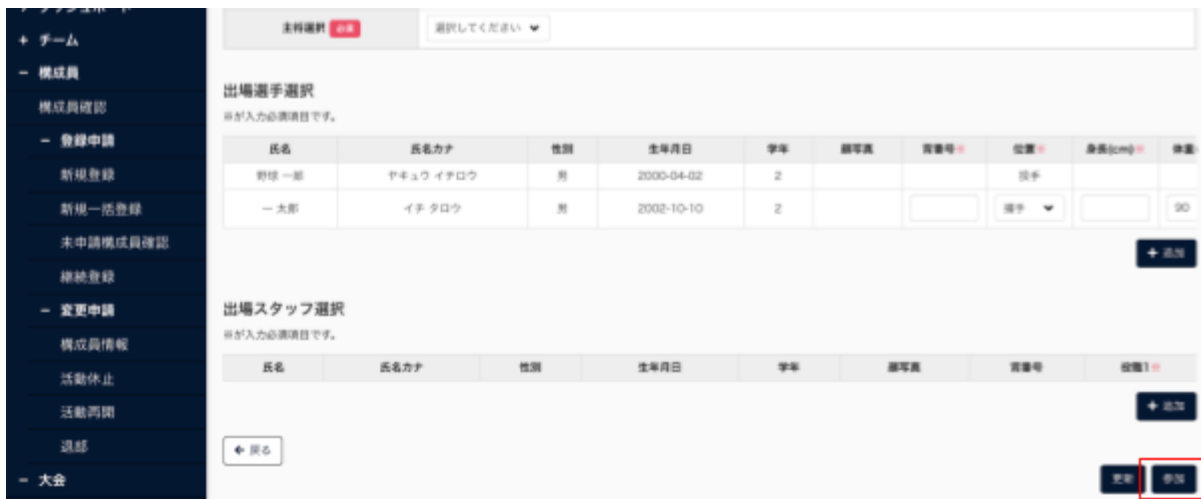 + チーム
主将選択 必須 選択してください
− 構成員
構成員確認
− 登録申請
新規登録
新規一括登録
未申請構成員確認
継続登録
− 変更申請
構成員情報
活動休止
活動再開
退部
− 大会
出場選手選択
※が入力必須項目です。
氏名 氏名カナ 性別 生年月日 学年 顔写真 背番号※ 位置※ 身長(cm)※ 体重
野球 一郎 ヤキュウ イチロウ 男 2000-04-02 2 投手
一 太郎 イチ タロウ 男 2002-10-10 2 捕手 90
+ 追加
出場スタッフ選択
※が入力必須項目です。
氏名 氏名カナ 性別 生年月日 学年 顔写真 背番号 役職1※
+ 追加
戻る
更新 参加